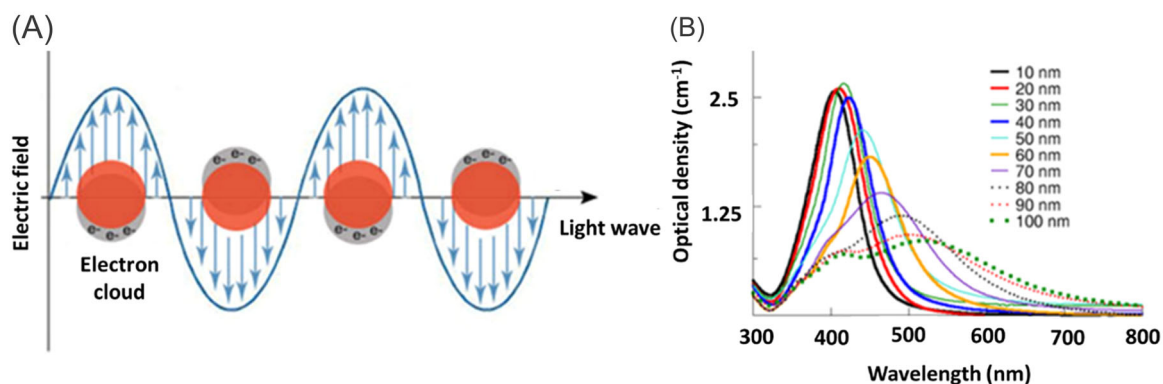 (A)
Electric field
e- e- e-
e- e- e-
e- e- e-
e- e- e-
Electron
cloud
Light wave
(B)
Optical density (cm-1)
2.5
1.25
10 nm
20 nm
30 nm
40 nm
50 nm
60 nm
70 nm
80 nm
90 nm
100 nm
300 400 500 600 700 800
Wavelength (nm)